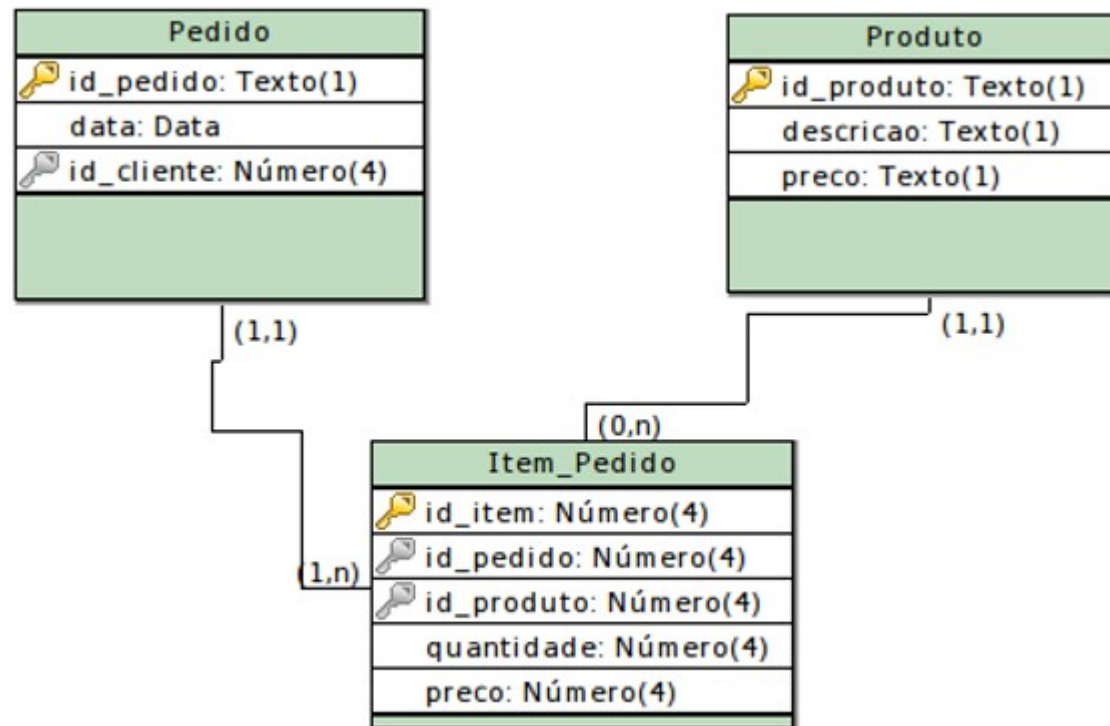 Pedido
id_pedido: Texto(1)
data: Data
id_cliente: Número(4)
(1,1)
Produto
id_produto: Texto(1)
descricao: Texto(1)
preco: Texto(1)
(1,1)
(0,n)
(1,n)
Item_Pedido
id_item: Número(4)
id_pedido: Número(4)
id_produto: Número(4)
quantidade: Número(4)
preco: Número(4)